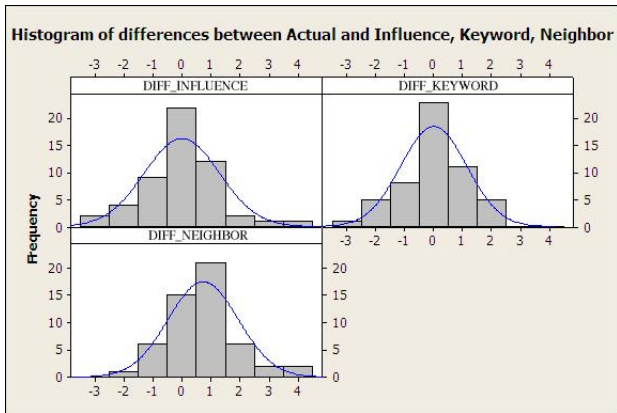 Histogram of differences between Actual and Influence, Keyword, Neighbor
-3 -2 -1 0 1 2 3 4 -3 -2 -1 0 1 2 3 4
DIFF_INFLUENCE DIFF_KEYWORD
20 20
15 15
10 10
5 5
0 0
-3 -2 -1 0 1 2 3 4
DIFF_NEIGHBOR
20 20
15 15
10 10
5 5
0 0
-3 -2 -1 0 1 2 3 4
Frequency